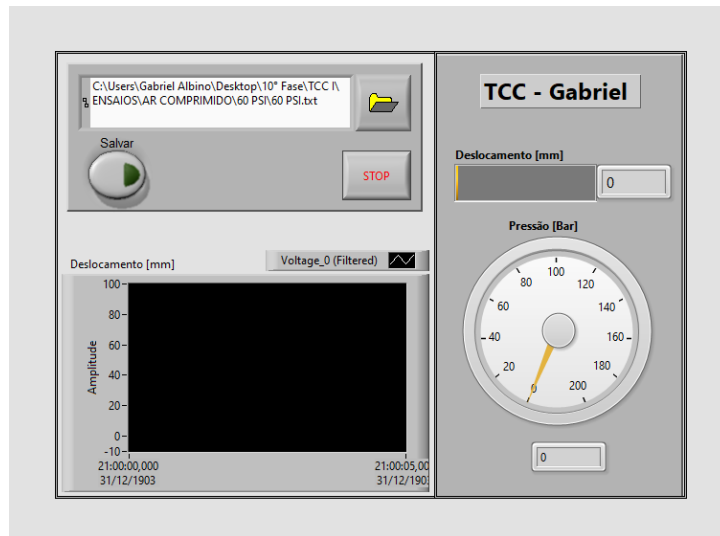 C:\Users\Gabriel Albino\Desktop\10° Fase\TCC I\
ENSAIOS\AR COMPRIMIDO\60 PSI\60 PSI.txt
Salvar
STOP
TCC - Gabriel
Deslocamento [mm]
0
Pressão [Bar]
0
20
40
60
80
100
120
140
160
180
200
0
Deslocamento [mm]
Voltage_0 (Filtered)
Amplitude
100
80
60
40
20
0
-10
21:00:00,000
31/12/1903
21:00:05,00
31/12/190